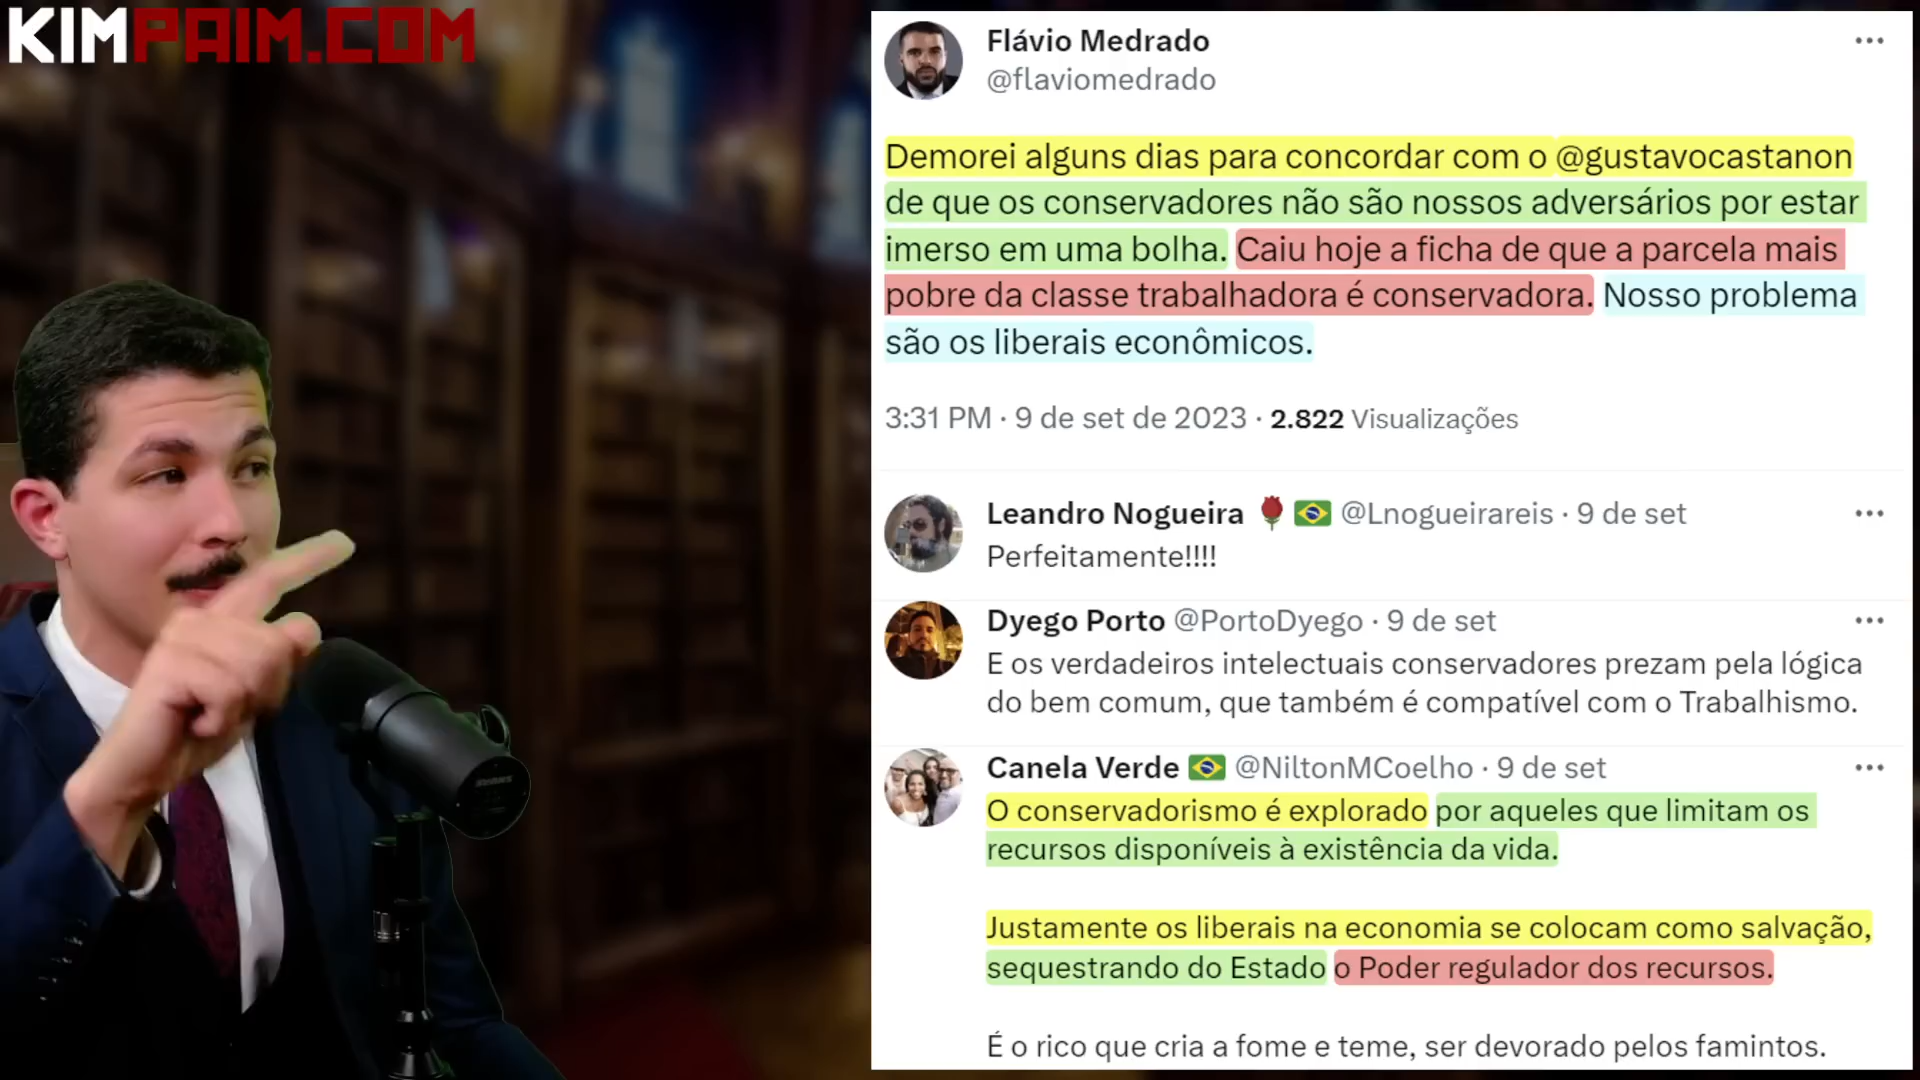 KIMPAIM.COM
Flávio Medrado
@flaviomedrado
Demorei alguns dias para concordar com o @gustavocastanon
de que os conservadores não são nossos adversários por estar
imerso em uma bolha. Caiu hoje a ficha de que a parcela mais
pobre da classe trabalhadora é conservadora. Nosso problema
são os liberais econômicos.
3:31 PM · 9 de set de 2023 · 2.822 Visualizações
Leandro Nogueira 🌹🇧🇷 @Lnogueirareis · 9 de set
Perfeitamente!!!!
Dyego Porto @PortoDyego · 9 de set
E os verdadeiros intelectuais conservadores prezam pela lógica
do bem comum, que também é compatível com o Trabalhismo.
Canela Verde 🇧🇷 @NiltonMCoelho · 9 de set
O conservadorismo é explorado por aqueles que limitam os
recursos disponíveis à existência da vida.
Justamente os liberais na economia se colocam como salvação,
sequestrando do Estado o Poder regulador dos recursos.
É o rico que cria a fome e teme, ser devorado pelos famintos.